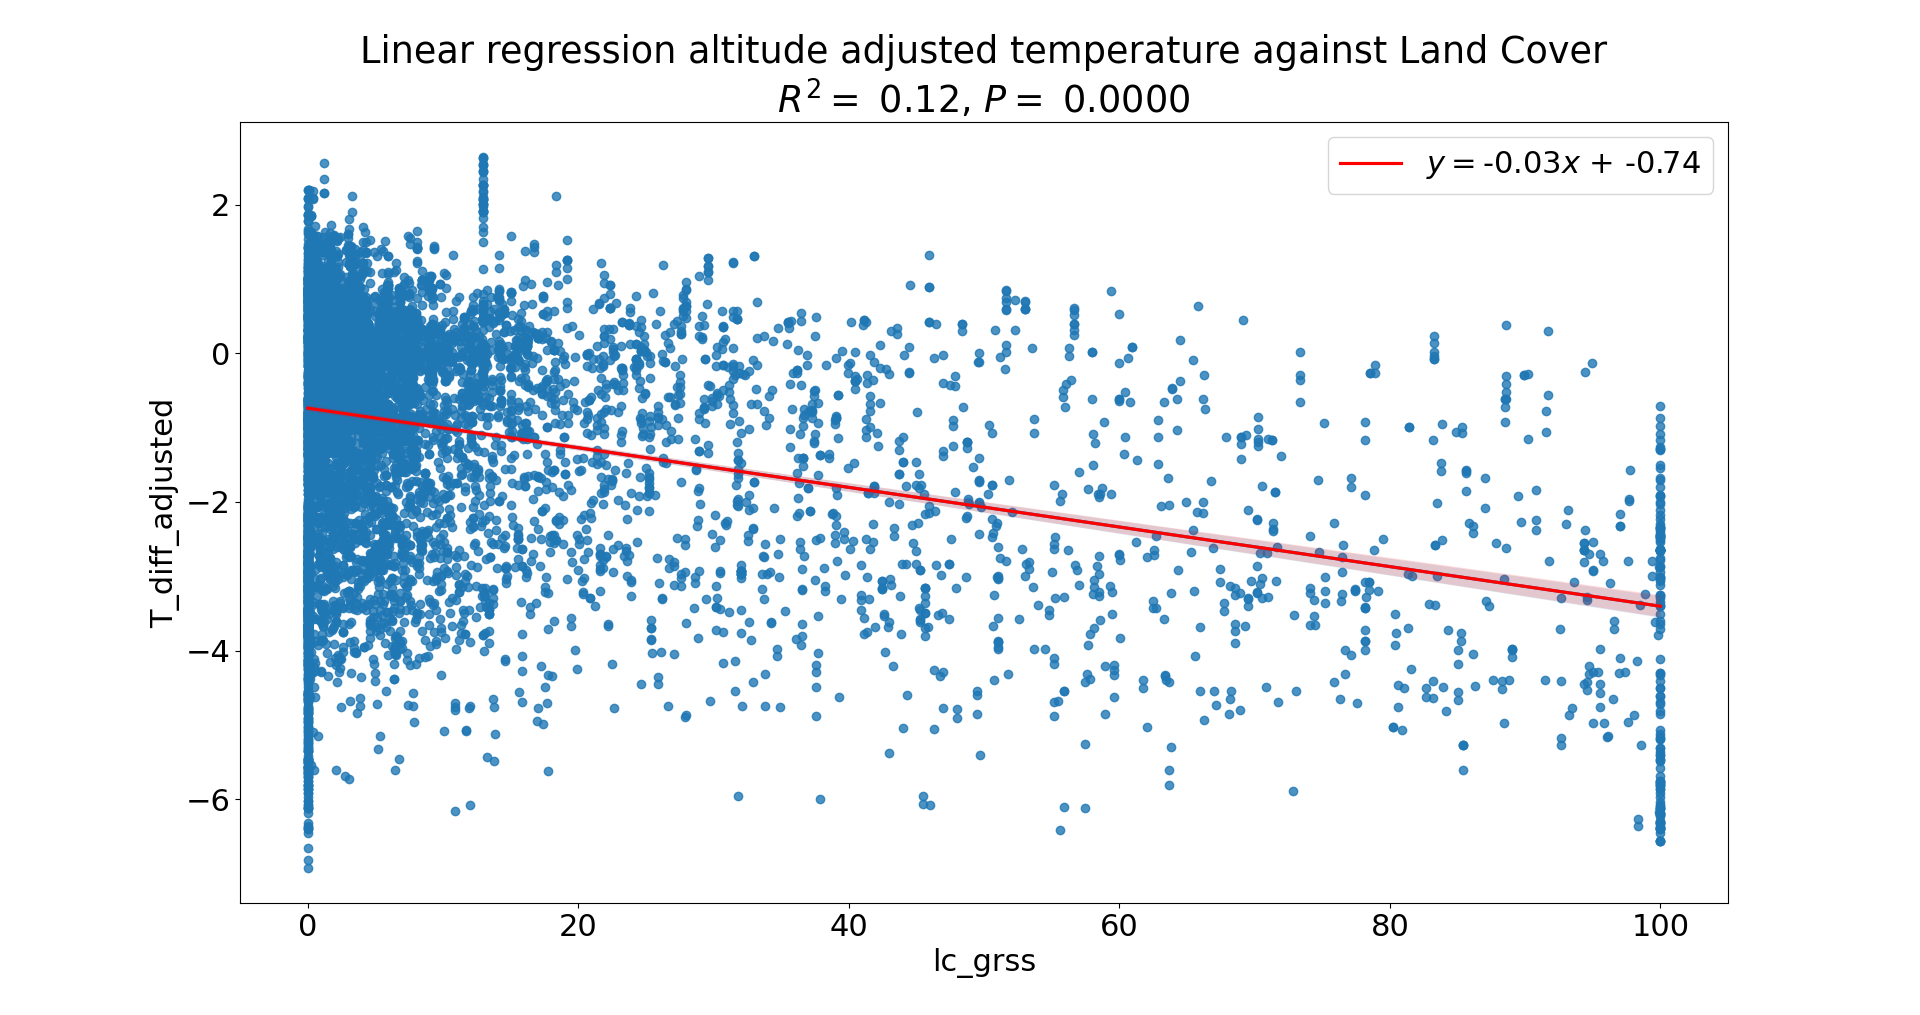 Linear regression altitude adjusted temperature against Land Cover
R² = 0.12, P = 0.0000
y = -0.03x + -0.74
2
0
−2
−4
−6
T_diff_adjusted
0 20 40 60 80 100
lc_grss